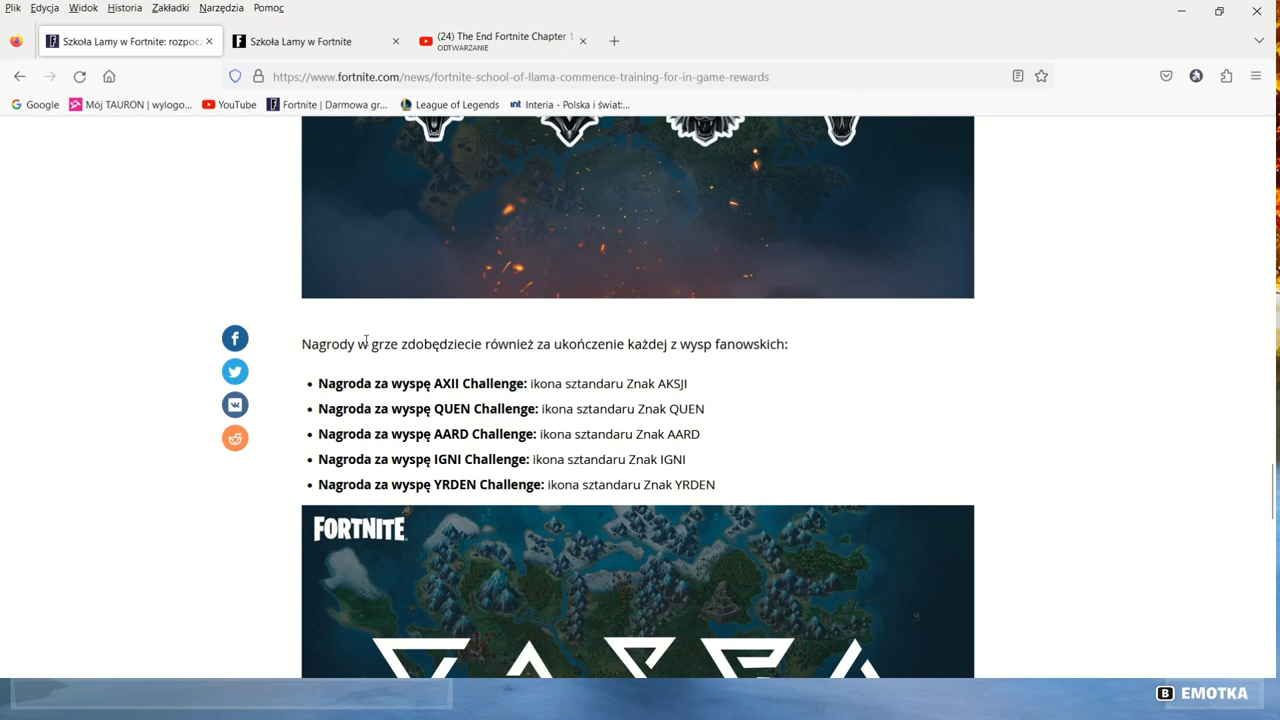 Plik Edycja Widok Historia Zakładki Narzędzia Pomoc
Szkoła Lamy w Fortnite: rozpocz
Szkoła Lamy w Fortnite
(24) The End Fortnite Chapter 1
ODTWARZANIE
https://www.fortnite.com/news/fortnite-school-of-llama-commence-training-for-in-game-rewards
Google Mój TAURON | wylogo... YouTube Fortnite | Darmowa gr... League of Legends int Interia - Polska i świat:...
Nagrody w grze zdobędziecie również za ukończenie każdej z wysp fanowskich:
• Nagroda za wyspę AXII Challenge: ikona sztandaru Znak AKSJI
• Nagroda za wyspę QUEN Challenge: ikona sztandaru Znak QUEN
• Nagroda za wyspę AARD Challenge: ikona sztandaru Znak AARD
• Nagroda za wyspę IGNI Challenge: ikona sztandaru Znak IGNI
• Nagroda za wyspę YRDEN Challenge: ikona sztandaru Znak YRDEN
FORTNITE
B EMOTKA